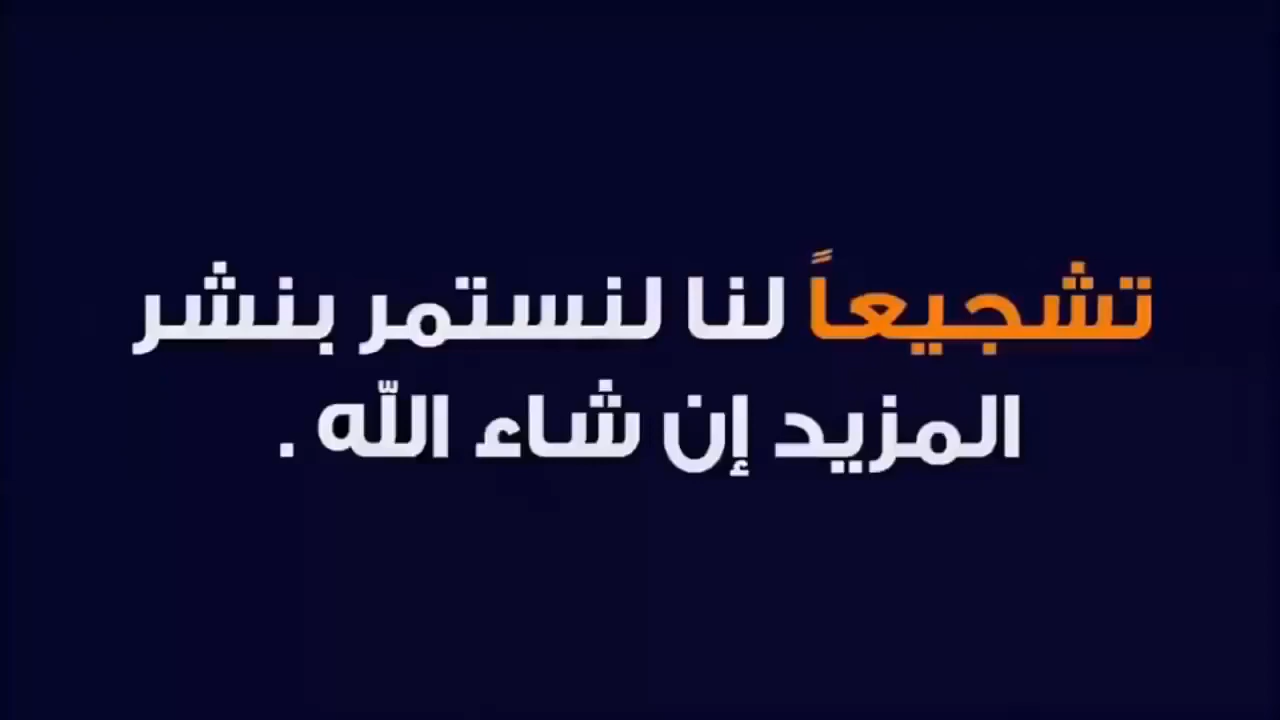 تشجيعاً لنا لنستمر بنشر
المزيد إن شاء اللّه .